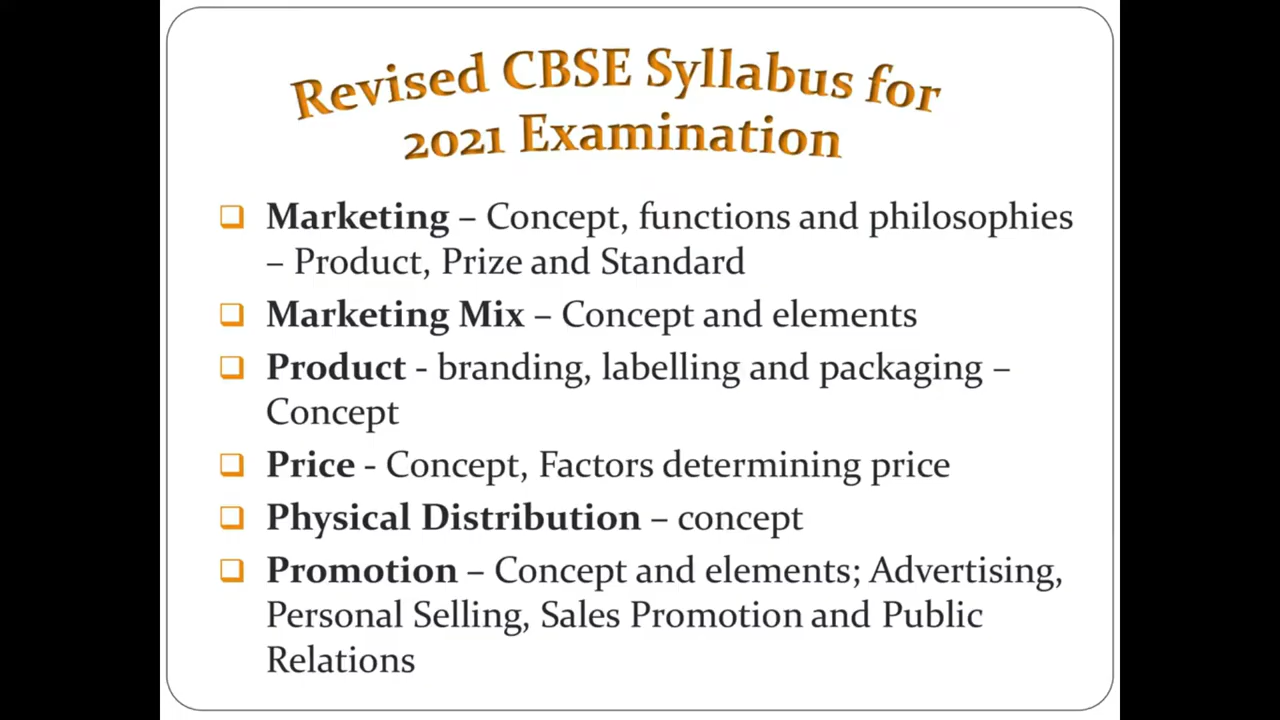 Revised CBSE Syllabus for
2021 Examination
❑ Marketing – Concept, functions and philosophies
– Product, Prize and Standard
❑ Marketing Mix – Concept and elements
❑ Product - branding, labelling and packaging –
Concept
❑ Price - Concept, Factors determining price
❑ Physical Distribution – concept
❑ Promotion – Concept and elements; Advertising,
Personal Selling, Sales Promotion and Public
Relations